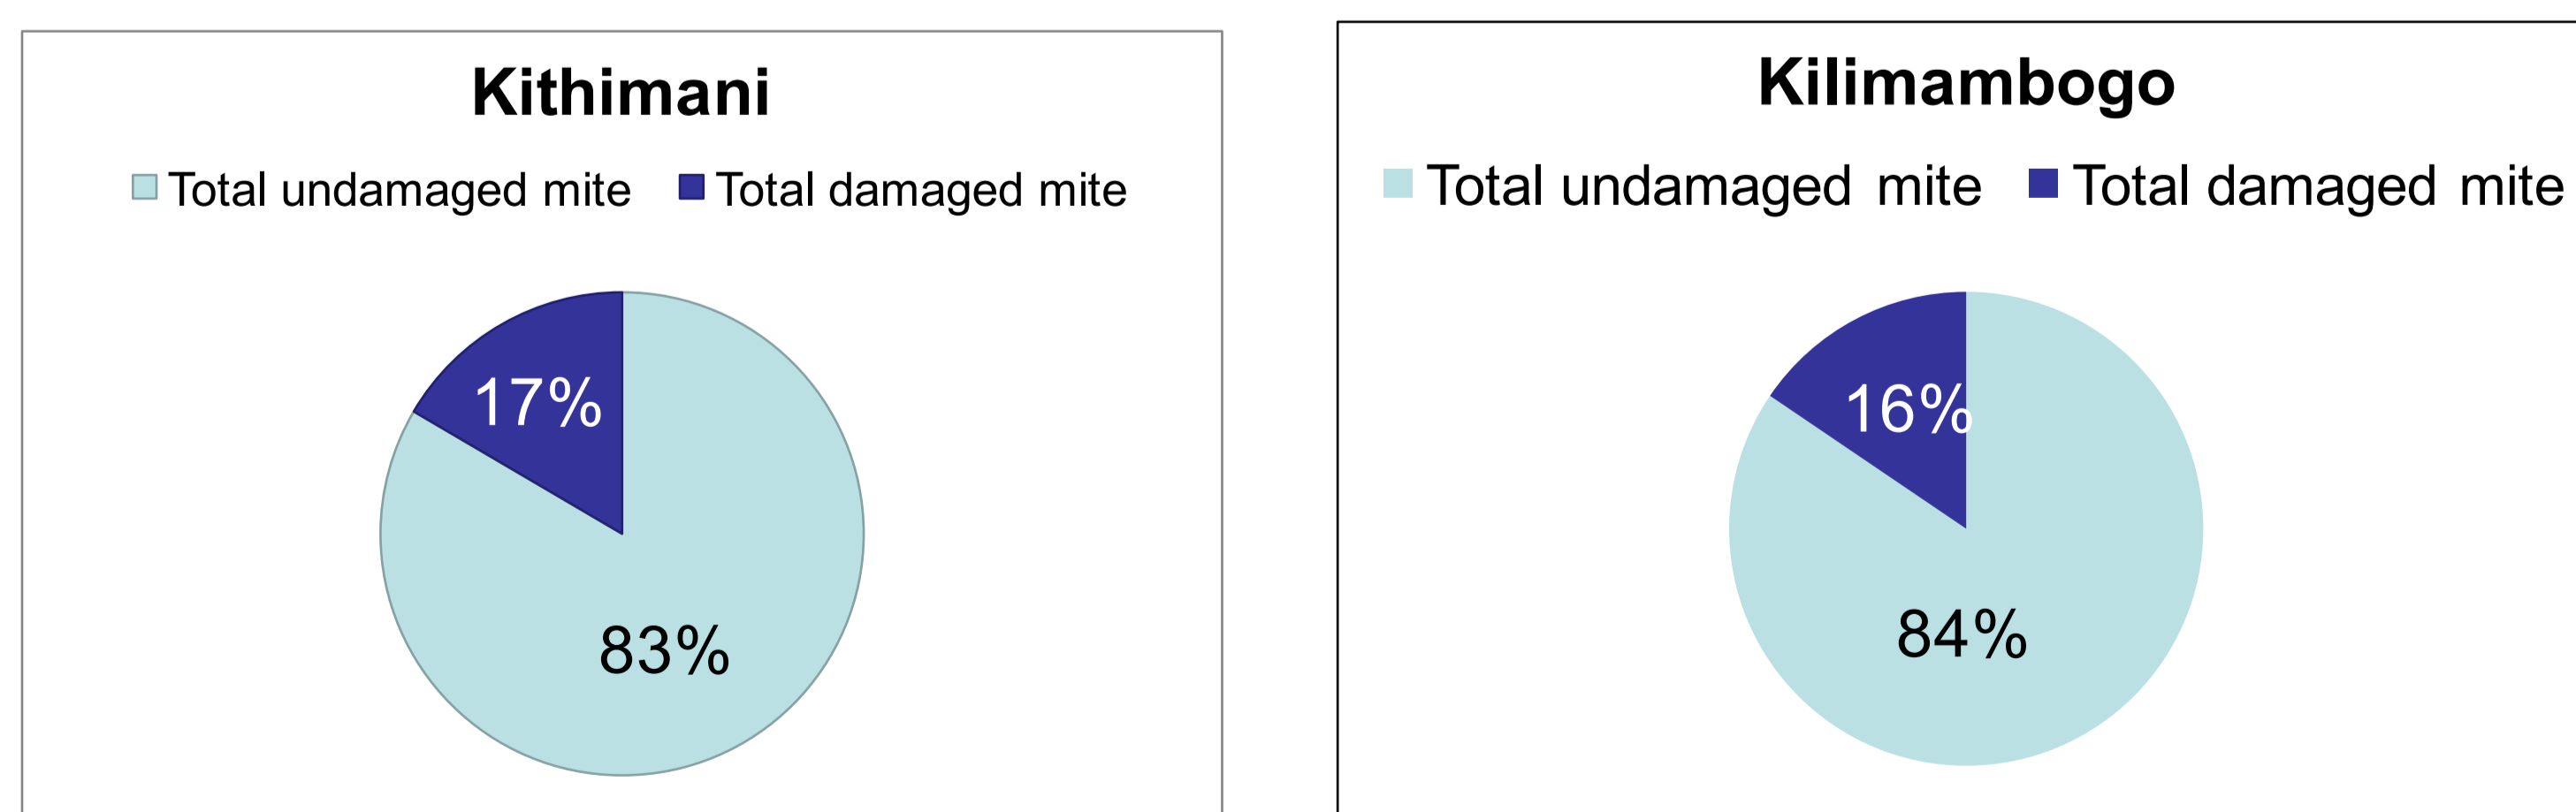 Kithimani
Total undamaged mite
Total damaged mite
17%
83%
Kilimambogo
Total undamaged mite
Total damaged mite
16%
84%